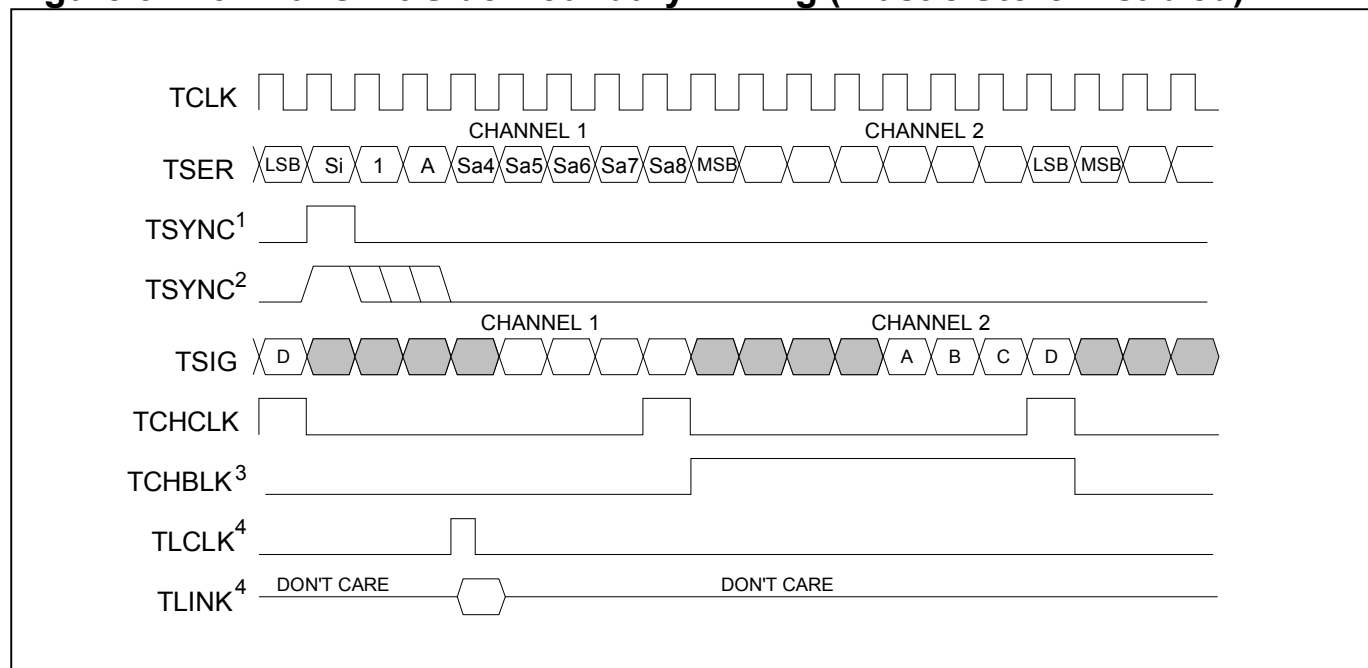 TCLK
CHANNEL 1 CHANNEL 2
TSER LSB Si 1 A Sa4 Sa5 Sa6 Sa7 Sa8 MSB LSB MSB
TSYNC1
TSYNC2
CHANNEL 1 CHANNEL 2
TSIG D A B C D
TCHCLK
TCHBLK3
TLCLK4
TLINK4 DON'T CARE DON'T CARE